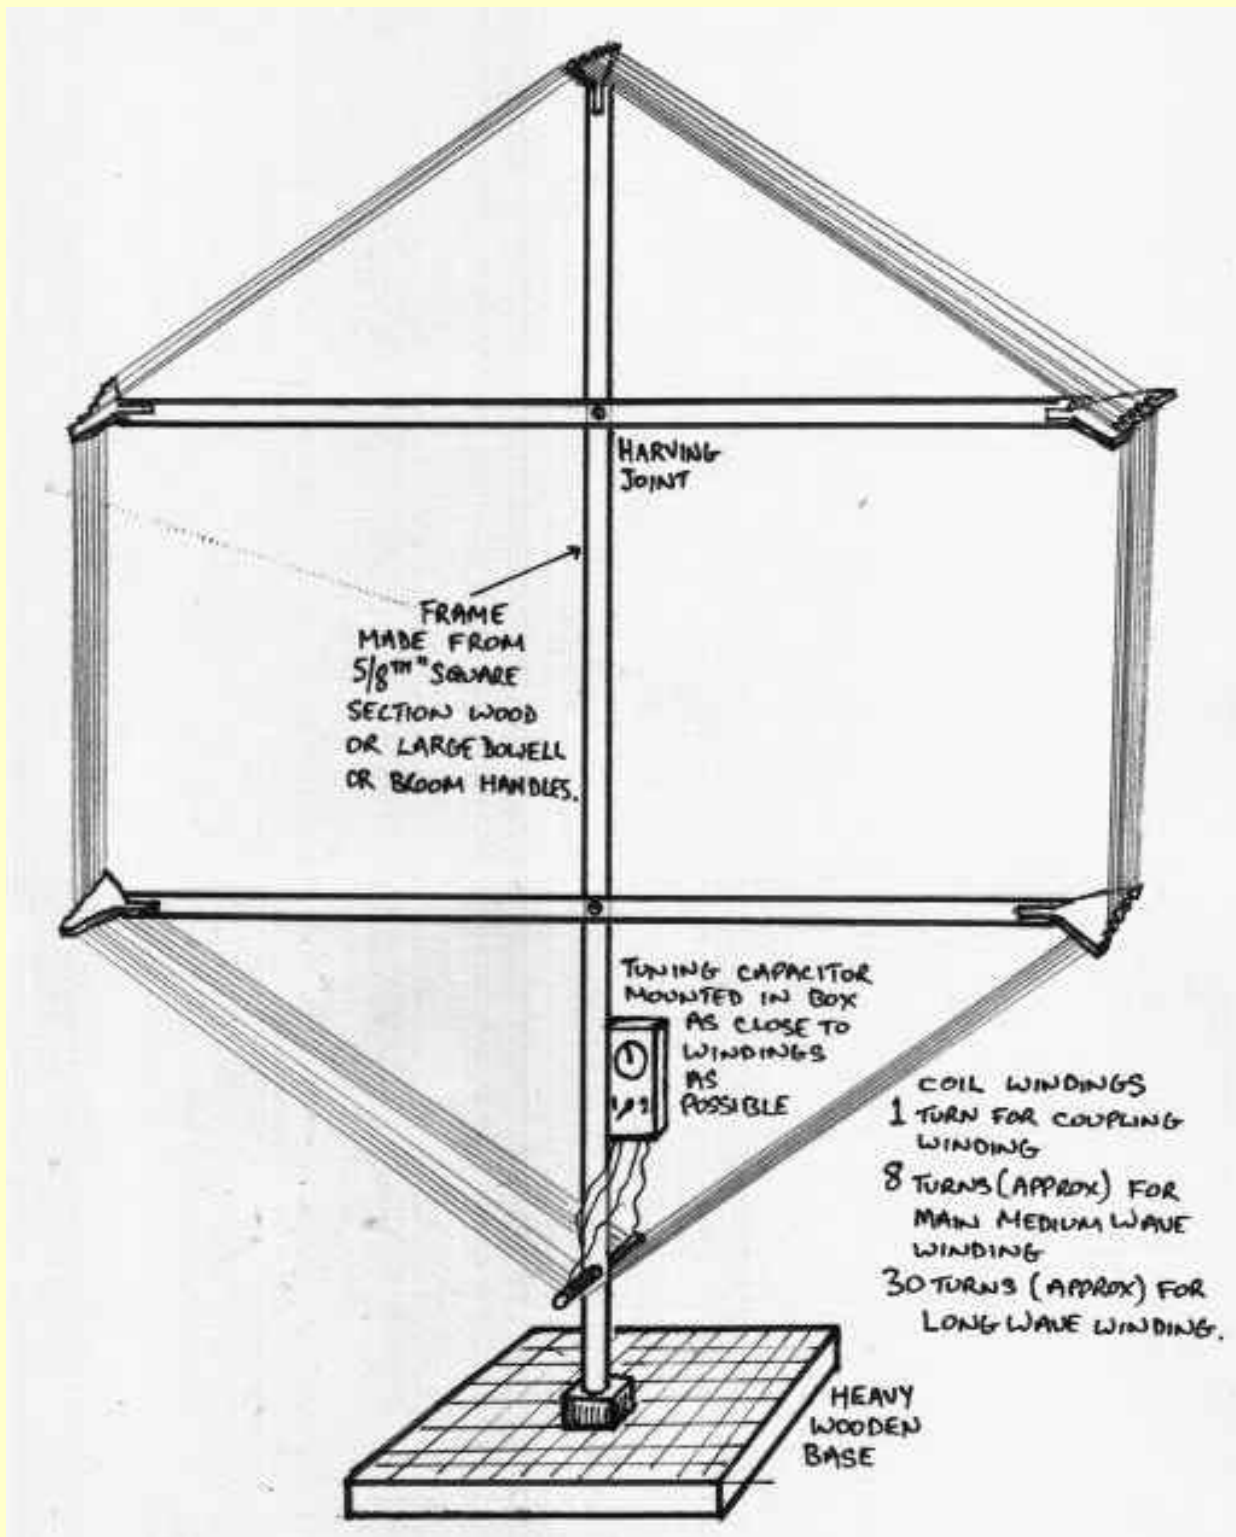 HARVING
JOINT
FRAME
MADE FROM
5/8TH" SQUARE
SECTION WOOD
OR LARGE DOWELL
OR BROOM HANDLES.
TUNING CAPACITOR
MOUNTED IN BOX
AS CLOSE TO
WINDINGS
AS
POSSIBLE
COIL WINDINGS
1 TURN FOR COUPLING
WINDING
8 TURNS (APPROX) FOR
MAIN MEDIUM WAVE
WINDING
30 TURNS (APPROX) FOR
LONG WAVE WINDING.
HEAVY
WOODEN
BASE